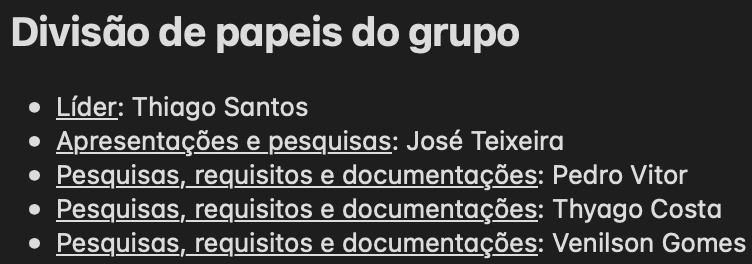 Divisão de papeis do grupo
• Líder: Thiago Santos
• Apresentações e pesquisas: José Teixeira
• Pesquisas, requisitos e documentações: Pedro Vitor
• Pesquisas, requisitos e documentações: Thyago Costa
• Pesquisas, requisitos e documentações: Venilson Gomes